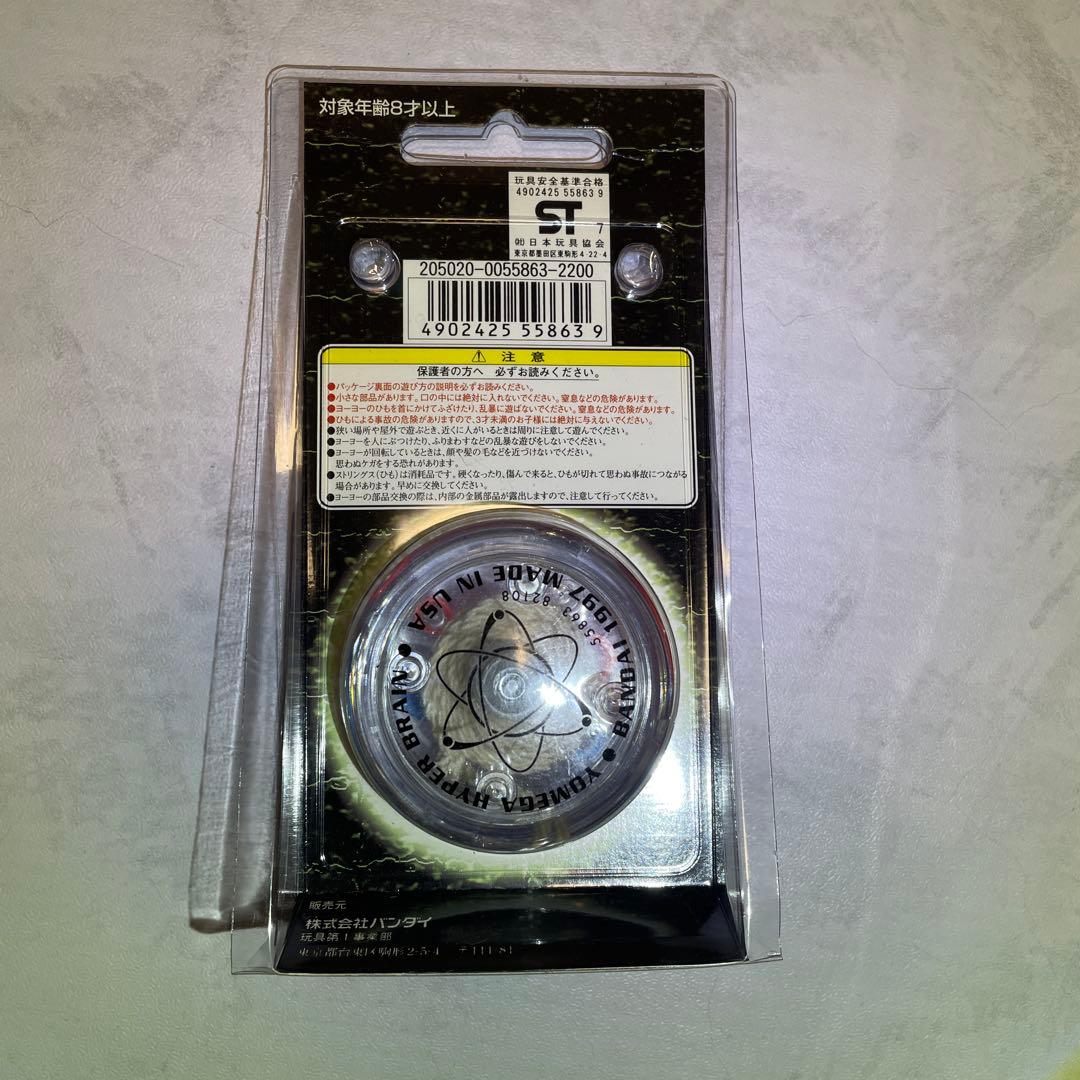 対象年齢8才以上
玩具安全基準合格
4902425 55863 9
ST 7
㈳日本玩具協会
東京都墨田区東駒形4-22-4
205020-0055863-2200
4902425 558639
⚠ 注意
保護者の方へ 必ずお読みください。
●パッケージ裏面の遊び方の説明を必ずお読みください。
●小さな部品があります。口の中には絶対に入れないでください。窒息などの危険があります。
●ヨーヨーのひもを首にかけてふざけたり、乱暴に遊ばないでください。窒息などの危険があります。
●ひもによる事故の危険がありますので、3才未満のお子様には絶対に与えないでください。
●狭い場所や屋外で遊ぶとき、近くに人がいるときは周りに注意して遊んでください。
●ヨーヨーを人にぶつけたり、ふりまわすなどの乱暴な遊びをしないでください。
●ヨーヨーが回転しているときは、顔や髪の毛などを近づけないでください。
思わぬケガをする恐れがあります。
●ストリングス(ひも)は消耗品です。硬くなったり、傷んで来ると、ひもが切れて思わぬ事故につながる
場合があります。早めに交換してください。
●ヨーヨーの部品交換の際は、内部の金属部品が露出しますので、注意して行ってください。
● YOMEGA HYPER BRAIN ●
BANDAI 1997 MADE IN USA
55863 82108
販売元
株式会社バンダイ
玩具第1事業部
東京都台東区駒形2-5-4 〒111-81